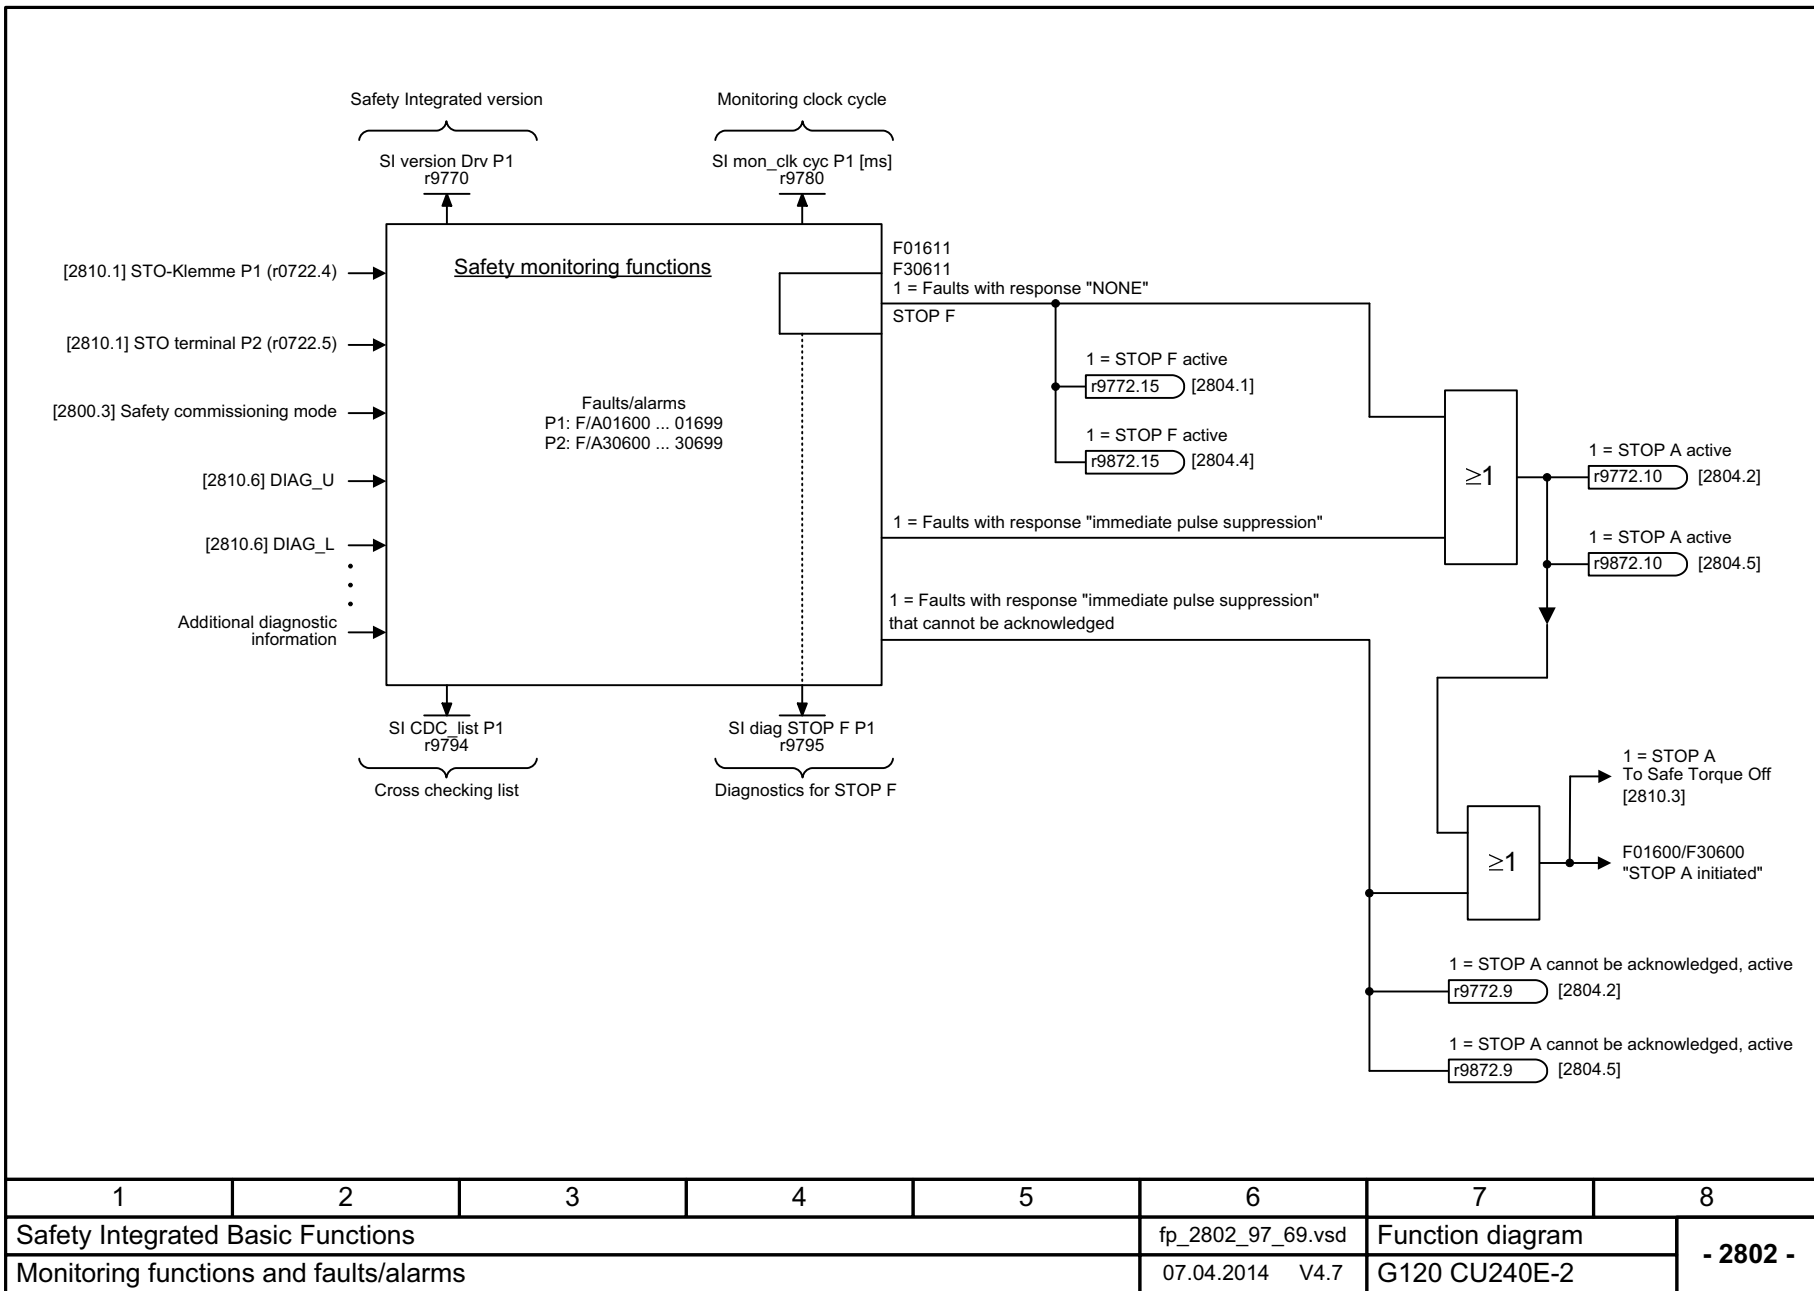 Safety Integrated version
SI version Drv P1
r9770
Monitoring clock cycle
SI mon_clk cyc P1 [ms]
r9780
[2810.1] STO-Klemme P1 (r0722.4)
[2810.1] STO terminal P2 (r0722.5)
[2800.3] Safety commissioning mode
[2810.6] DIAG_U
[2810.6] DIAG_L
Additional diagnostic
information
Safety monitoring functions
Faults/alarms
P1: F/A01600 ... 01699
P2: F/A30600 ... 30699
F01611
F30611
1 = Faults with response "NONE"
STOP F
1 = STOP F active
r9772.15 [2804.1]
1 = STOP F active
r9872.15 [2804.4]
1 = Faults with response "immediate pulse suppression"
1 = Faults with response "immediate pulse suppression"
that cannot be acknowledged
≥1
1 = STOP A active
r9772.10 [2804.2]
1 = STOP A active
r9872.10 [2804.5]
SI CDC_list P1
r9794
Cross checking list
SI diag STOP F P1
r9795
Diagnostics for STOP F
≥1
1 = STOP A
To Safe Torque Off
[2810.3]
F01600/F30600
"STOP A initiated"
1 = STOP A cannot be acknowledged, active
r9772.9 [2804.2]
1 = STOP A cannot be acknowledged, active
r9872.9 [2804.5]
1 2 3 4 5 6 7 8
Safety Integrated Basic Functions
fp_2802_97_69.vsd
Function diagram
- 2802 -
Monitoring functions and faults/alarms
07.04.2014 V4.7
G120 CU240E-2